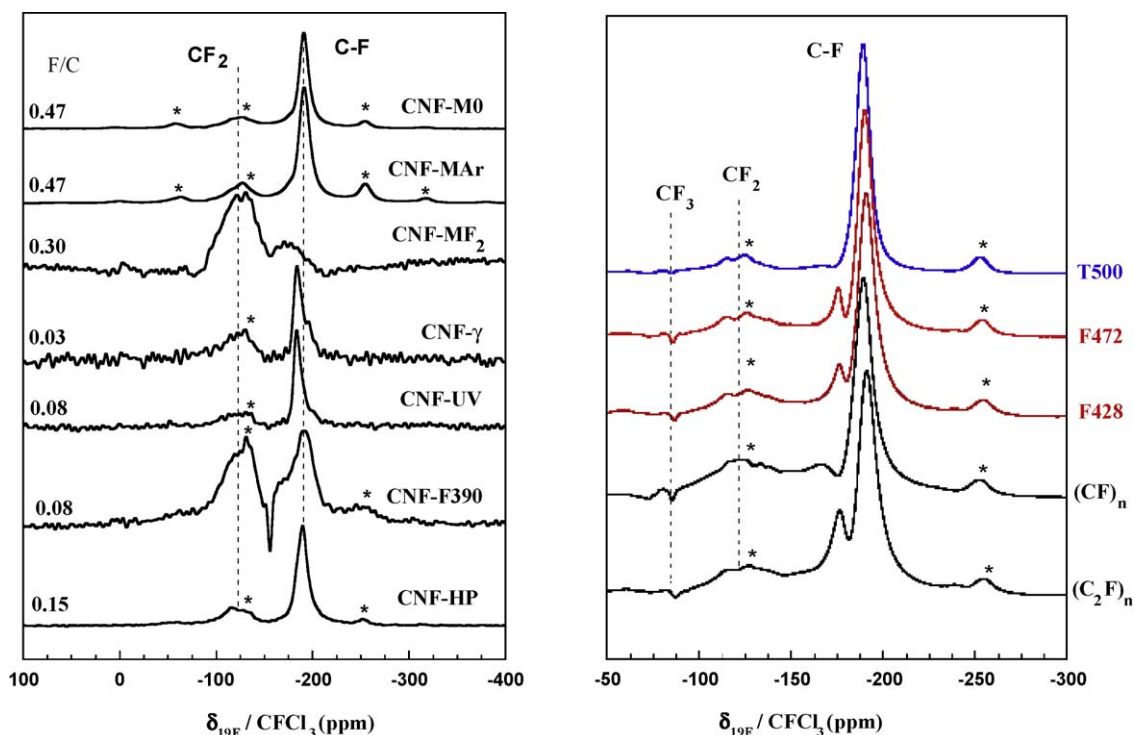 F/C
CF2
C-F
0.47
*
*
*
CNF-M0
0.47
*
*
*
*
CNF-MAr
0.30
CNF-MF2
0.03
*
CNF-γ
0.08
*
CNF-UV
0.08
*
*
CNF-F390
0.15
*
*
CNF-HP
100 0 -100 -200 -300 -400
δ19F / CFCl3 (ppm)
C-F
CF3
CF2
*
*
T500
*
*
F472
*
*
F428
*
*
(CF)n
*
*
(C2F)n
-50 -100 -150 -200 -250 -300
δ19F / CFCl3 (ppm)